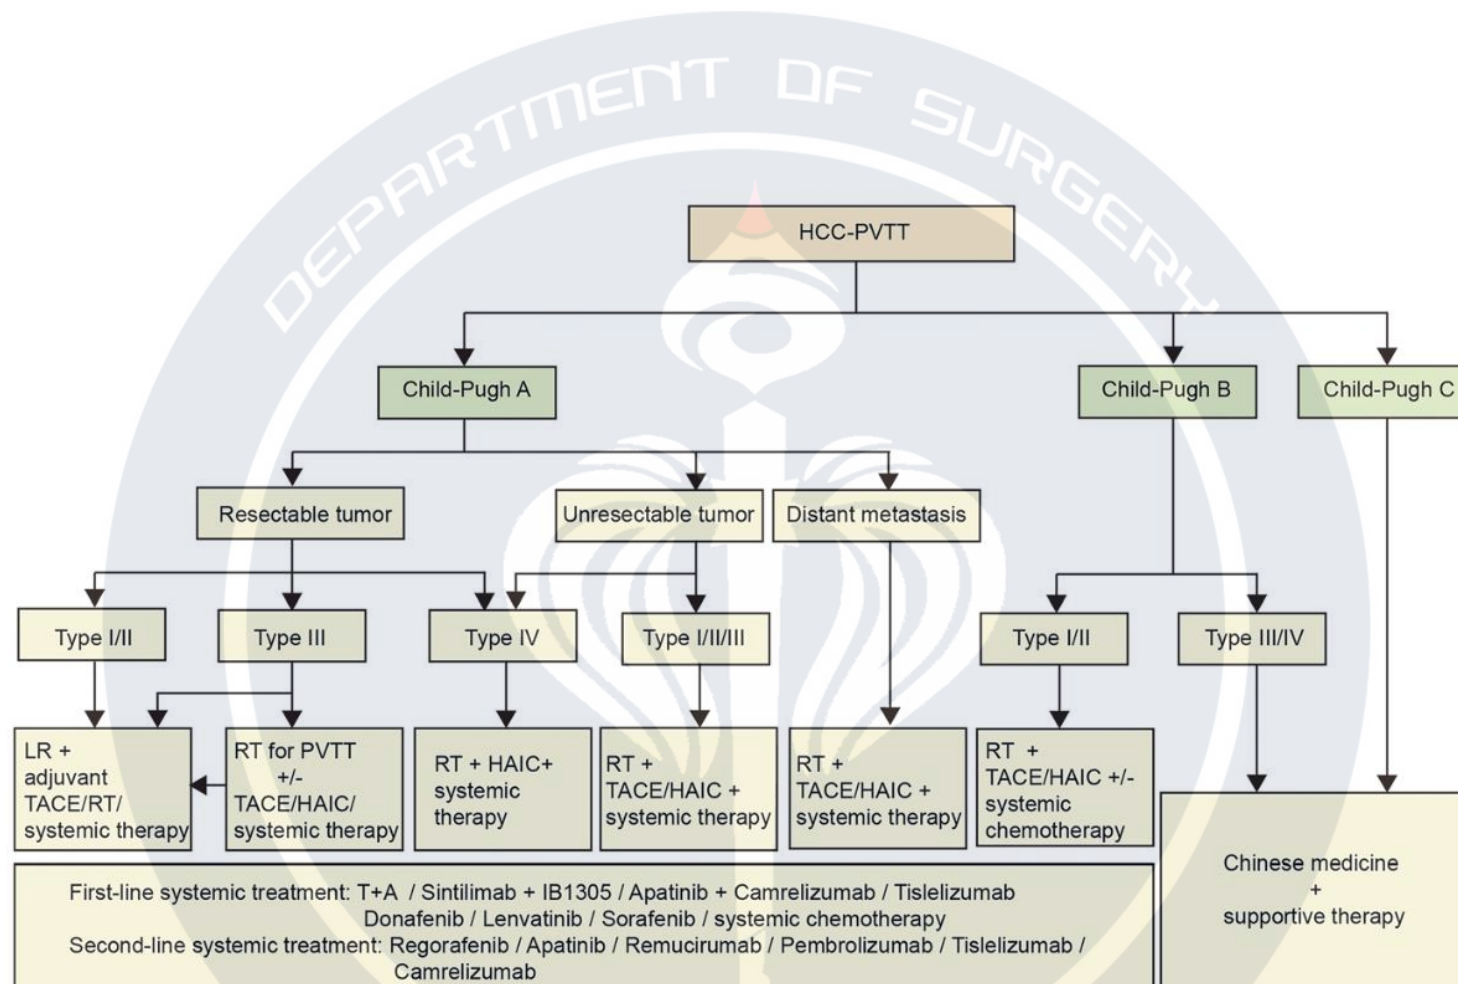 DEPARTMENT OF SURGERY
HCC-PVTT
Child-Pugh A
Child-Pugh B
Child-Pugh C
Resectable tumor
Unresectable tumor
Distant metastasis
Type I/II
Type III
Type IV
Type I/II/III
Type I/II
Type III/IV
LR +
adjuvant
TACE/RT/
systemic therapy
RT for PVTT
+/-
TACE/HAIC/
systemic therapy
RT + HAIC+
systemic
therapy
RT +
TACE/HAIC +
systemic therapy
RT +
TACE/HAIC +
systemic therapy
RT +
TACE/HAIC +/-
systemic
chemotherapy
Chinese medicine
+
supportive therapy
First-line systemic treatment: T+A / Sintilimab + IB1305 / Apatinib + Camrelizumab / Tislelizumab
Donafenib / Lenvatinib / Sorafenib / systemic chemotherapy
Second-line systemic treatment: Regorafenib / Apatinib / Remucirumab / Pembrolizumab / Tislelizumab /
Camrelizumab